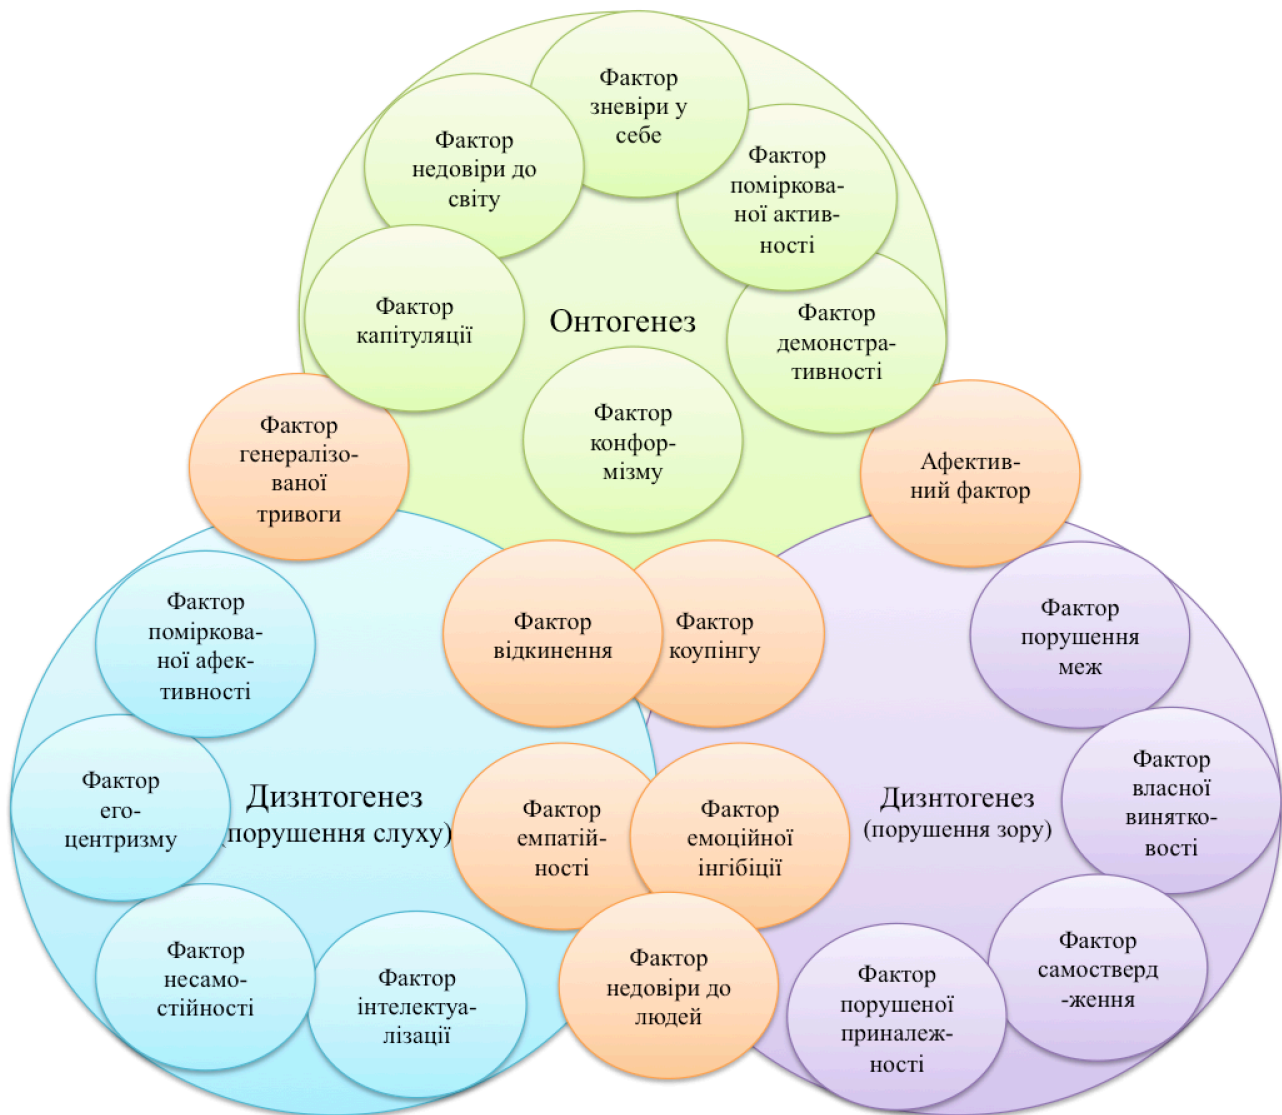 Фактор
зневіри у
себе
Фактор
недовіри до
світу
Фактор
поміркова-
ної актив-
ності
Фактор
капітуляції
Онтогенез
Фактор
демонстра-
тивності
Фактор
конфор-
мізму
Фактор
генералізо-
ваної
тривоги
Афектив-
ний фактор
Фактор
поміркова-
ної афек-
тивності
Фактор
відкинення
Фактор
коупінгу
Фактор
порушення
меж
Фактор
его-
центризму
Дизнтогенез
(порушення слуху)
Фактор
емпатій-
ності
Фактор
емоційної
інгібіції
Дизнтогенез
(порушення зору)
Фактор
власної
винятко-
вості
Фактор
несамо-
стійності
Фактор
інтелектуа-
лізації
Фактор
недовіри до
людей
Фактор
порушеної
приналеж-
ності
Фактор
самостверд
-ження